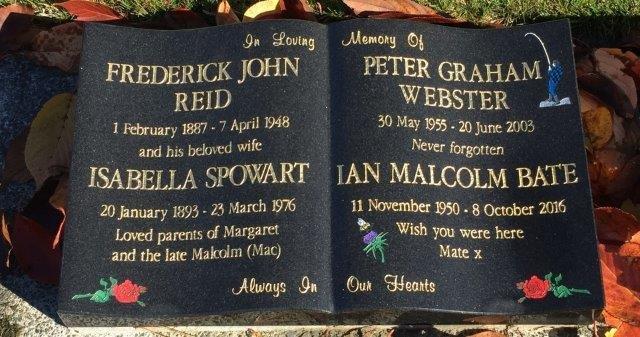 In Loving Memory Of
FREDERICK JOHN
REID
1 February 1887 - 7 April 1948
and his beloved wife
ISABELLA SPOWART
20 January 1893 - 23 March 1976
Loved parents of Margaret
and the late Malcolm (Mac)
PETER GRAHAM
WEBSTER
30 May 1955 - 20 June 2003
Never forgotten
IAN MALCOLM BATE
11 November 1950 - 8 October 2016
Wish you were here
Mate x
Always In Our Hearts